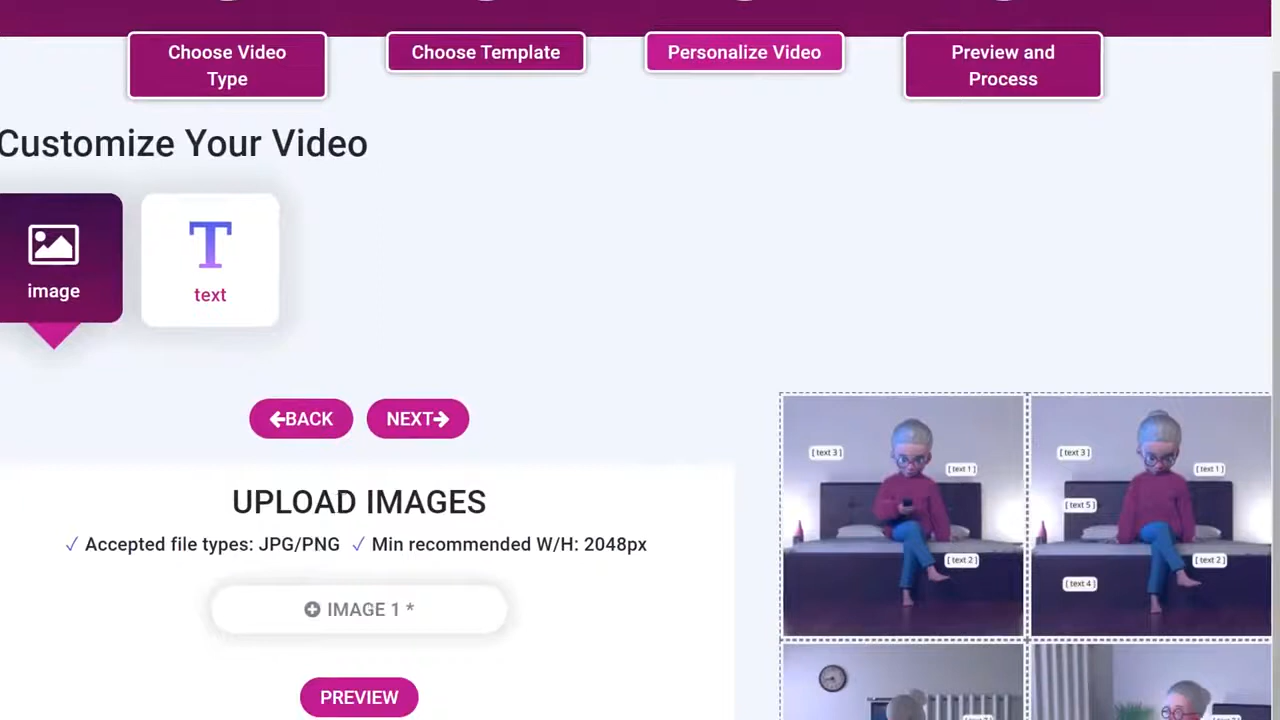 Choose Video
Type
Choose Template
Personalize Video
Preview and
Process
Customize Your Video
image
T
text
BACK
NEXT
UPLOAD IMAGES
✓ Accepted file types: JPG/PNG ✓ Min recommended W/H: 2048px
IMAGE 1 *
PREVIEW
[ text 3 ]
[ text 1 ]
[ text 2 ]
[ text 3 ]
[ text 1 ]
[ text 5 ]
[ text 2 ]
[ text 4 ]